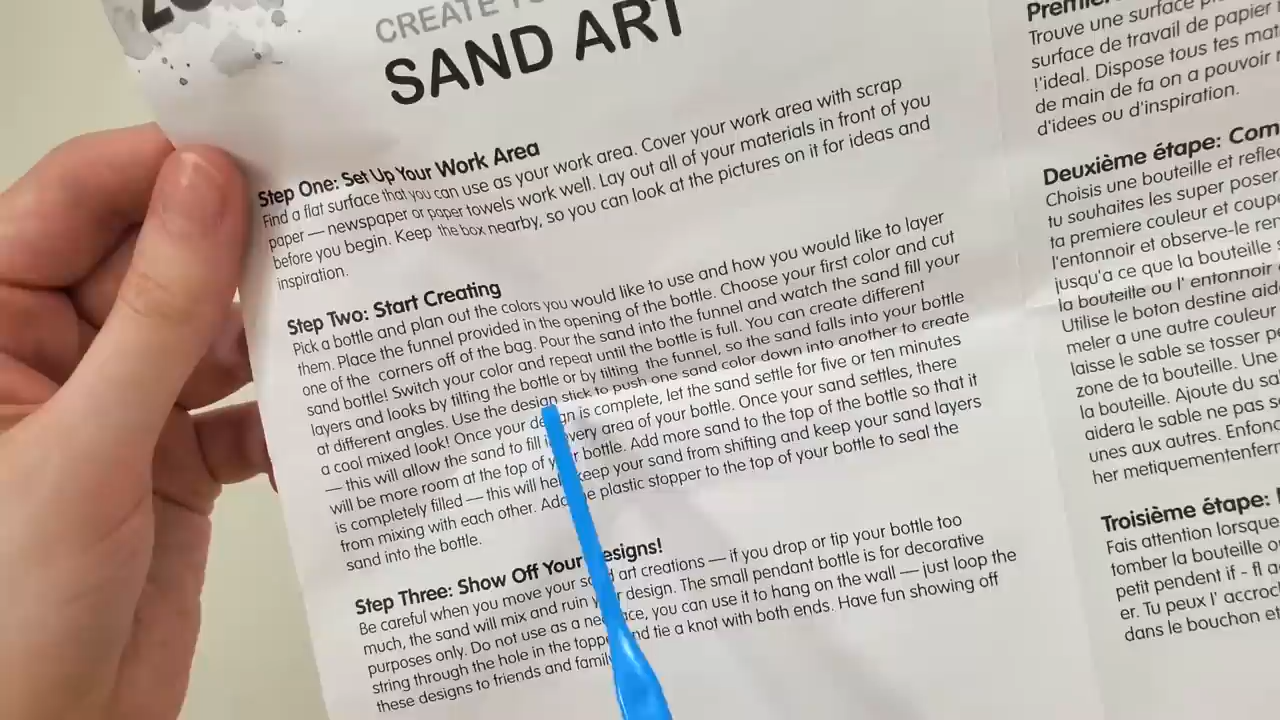 CREATE
SAND ART
Step One: Set Up Your Work Area
Find a flat surface that you can use as your work area. Cover your work area with scrap
paper — newspaper or paper towels work well. Lay out all of your materials in front of you
before you begin. Keep the box nearby, so you can look at the pictures on it for ideas and
inspiration.
Step Two: Start Creating
Pick a bottle and plan out the colors you would like to use and how you would like to layer
them. Place the funnel provided in the opening of the bottle. Choose your first color and cut
one of the corners off of the bag. Pour the sand into the funnel and watch the sand fill your
sand bottle! Switch your color and repeat until the bottle is full. You can create different
layers and looks by tilting the bottle or by tilting the funnel, so the sand falls into your bottle
at different angles. Use the design stick to push one sand color down into another to create
a cool mixed look! Once your design is complete, let the sand settle for five or ten minutes
— this will allow the sand to fill very area of your bottle. Once your sand settles, there
will be more room at the top of bottle. Add more sand to the top of the bottle so that it
is completely filled — this will keep your sand from shifting and keep your sand layers
from mixing with each other. Add plastic stopper to the top of your bottle to seal the
sand into the bottle.
Step Three: Show Off Your esigns!
Be careful when you move your art creations — if you drop or tip your bottle too
much, the sand will mix and ruin design. The small pendant bottle is for decorative
purposes only. Do not use as a you can use it to hang on the wall — just loop the
string through the hole in the and tie a knot with both ends. Have fun showing off
these designs to friends and
Trouve une surface
surface de travail de papier
l'ideal. Dispose tous tes
de main de fa on a pouvoir
d'idees ou d'inspiration.
Deuxième étape: Com
Choisis une bouteille et
tu souhaites les super poser
ta premiere couleur et
l'entonnoir et observe-le
jusqu'a ce que la bouteille
la bouteille ou l' entonnoir
Utilise le boton destine
meler a une autre couleur
laisse le sable se tosser
zone de ta bouteille. Une
la bouteille. Ajoute du
aidera le sable ne pas
unes aux autres.
her
Troisième étape:
Fais attention lorsque
tomber la bouteille
petit pendent if -
er. Tu peux l'
dans le bouchon